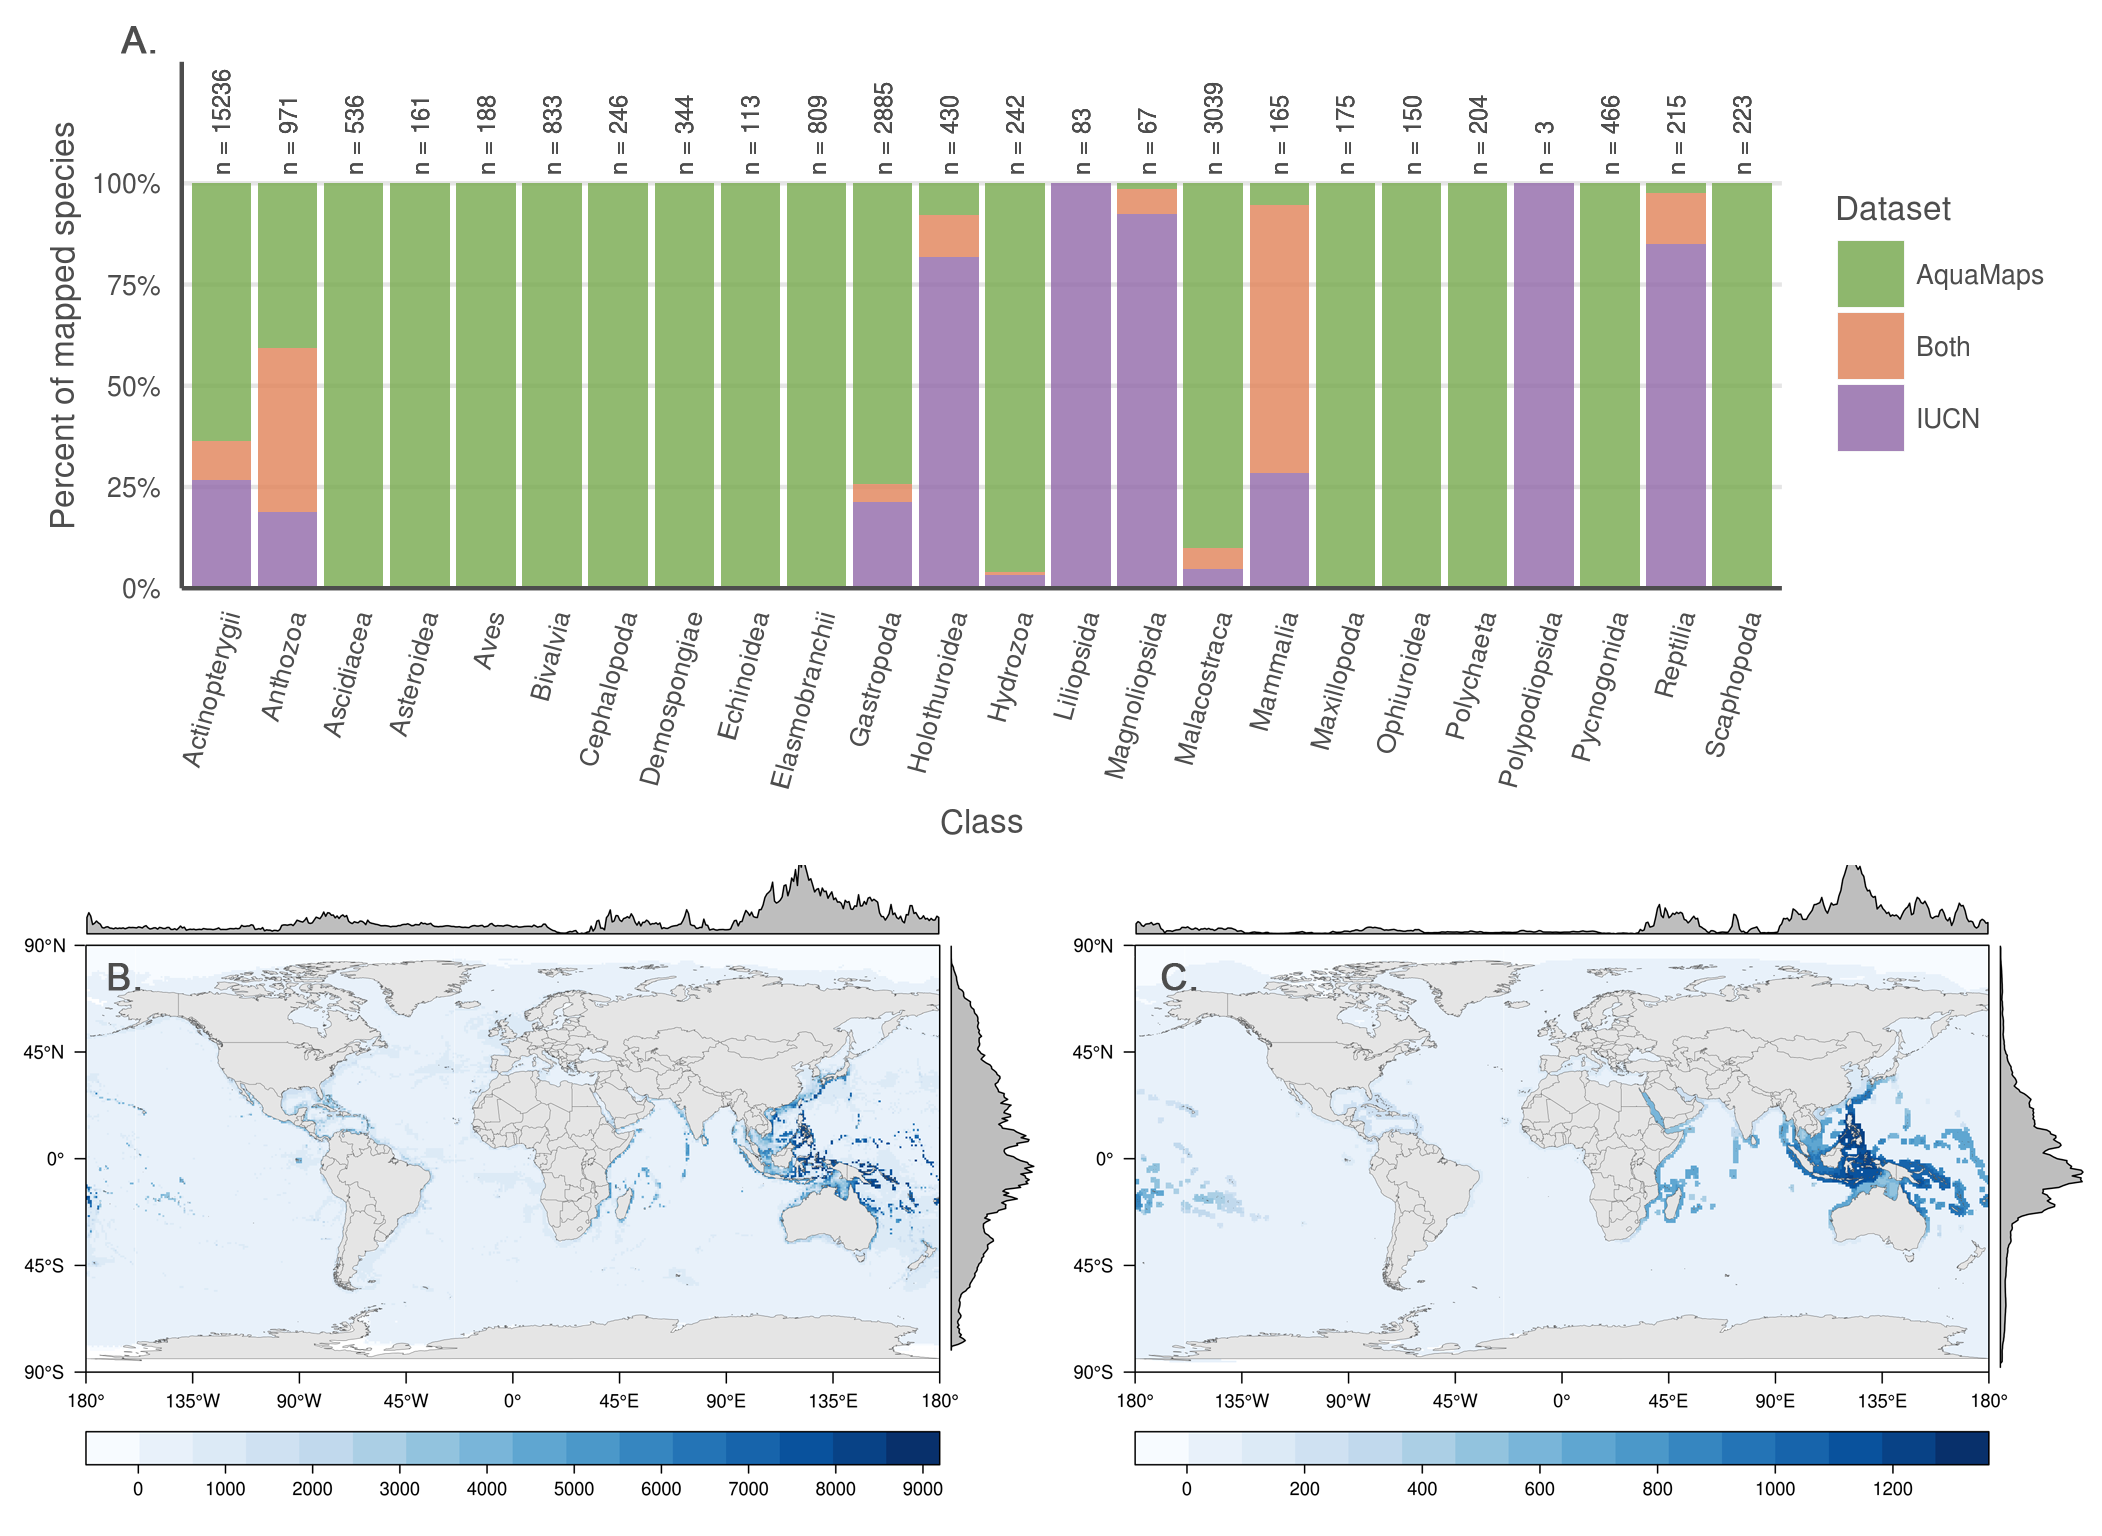 A.
n = 15236
n = 971
n = 536
n = 161
n = 188
n = 833
n = 246
n = 344
n = 113
n = 809
n = 2885
n = 430
n = 242
n = 83
n = 67
n = 3039
n = 165
n = 175
n = 150
n = 204
n = 3
n = 466
n = 215
n = 223
Percent of mapped species
100%
75%
50%
25%
0%
Dataset
AquaMaps
Both
IUCN
Actinopterygii
Anthozoa
Ascidiacea
Asteroidea
Aves
Bivalvia
Cephalopoda
Demospongiae
Echinoidea
Elasmobranchii
Gastropoda
Holothuroidea
Hydrozoa
Liliopsida
Magnoliopsida
Malacostraca
Mammalia
Maxillopoda
Ophiuroidea
Polychaeta
Polypodiopsida
Pycnogonida
Reptilia
Scaphopoda
Class
B.
90°N
45°N
0°
45°S
90°S
180° 135°W 90°W 45°W 0° 45°E 90°E 135°E 180°
0 1000 2000 3000 4000 5000 6000 7000 8000 9000
C.
90°N
45°N
0°
45°S
90°S
180° 135°W 90°W 45°W 0° 45°E 90°E 135°E 180°
0 200 400 600 800 1000 1200